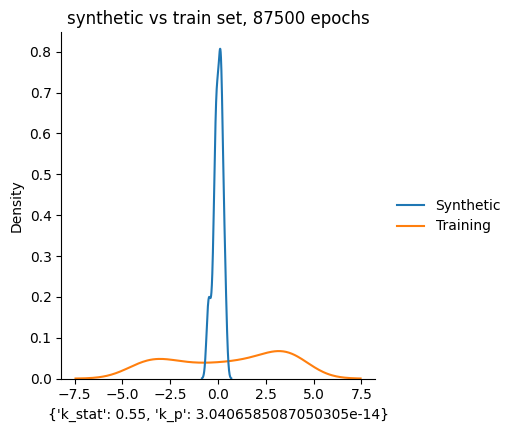 synthetic vs train set, 87500 epochs
0.8
0.7
0.6
0.5
0.4
0.3
0.2
0.1
0.0
Density
Synthetic
Training
−7.5 −5.0 −2.5 0.0 2.5 5.0 7.5
{'k_stat': 0.55, 'k_p': 3.0406585087050305e-14}